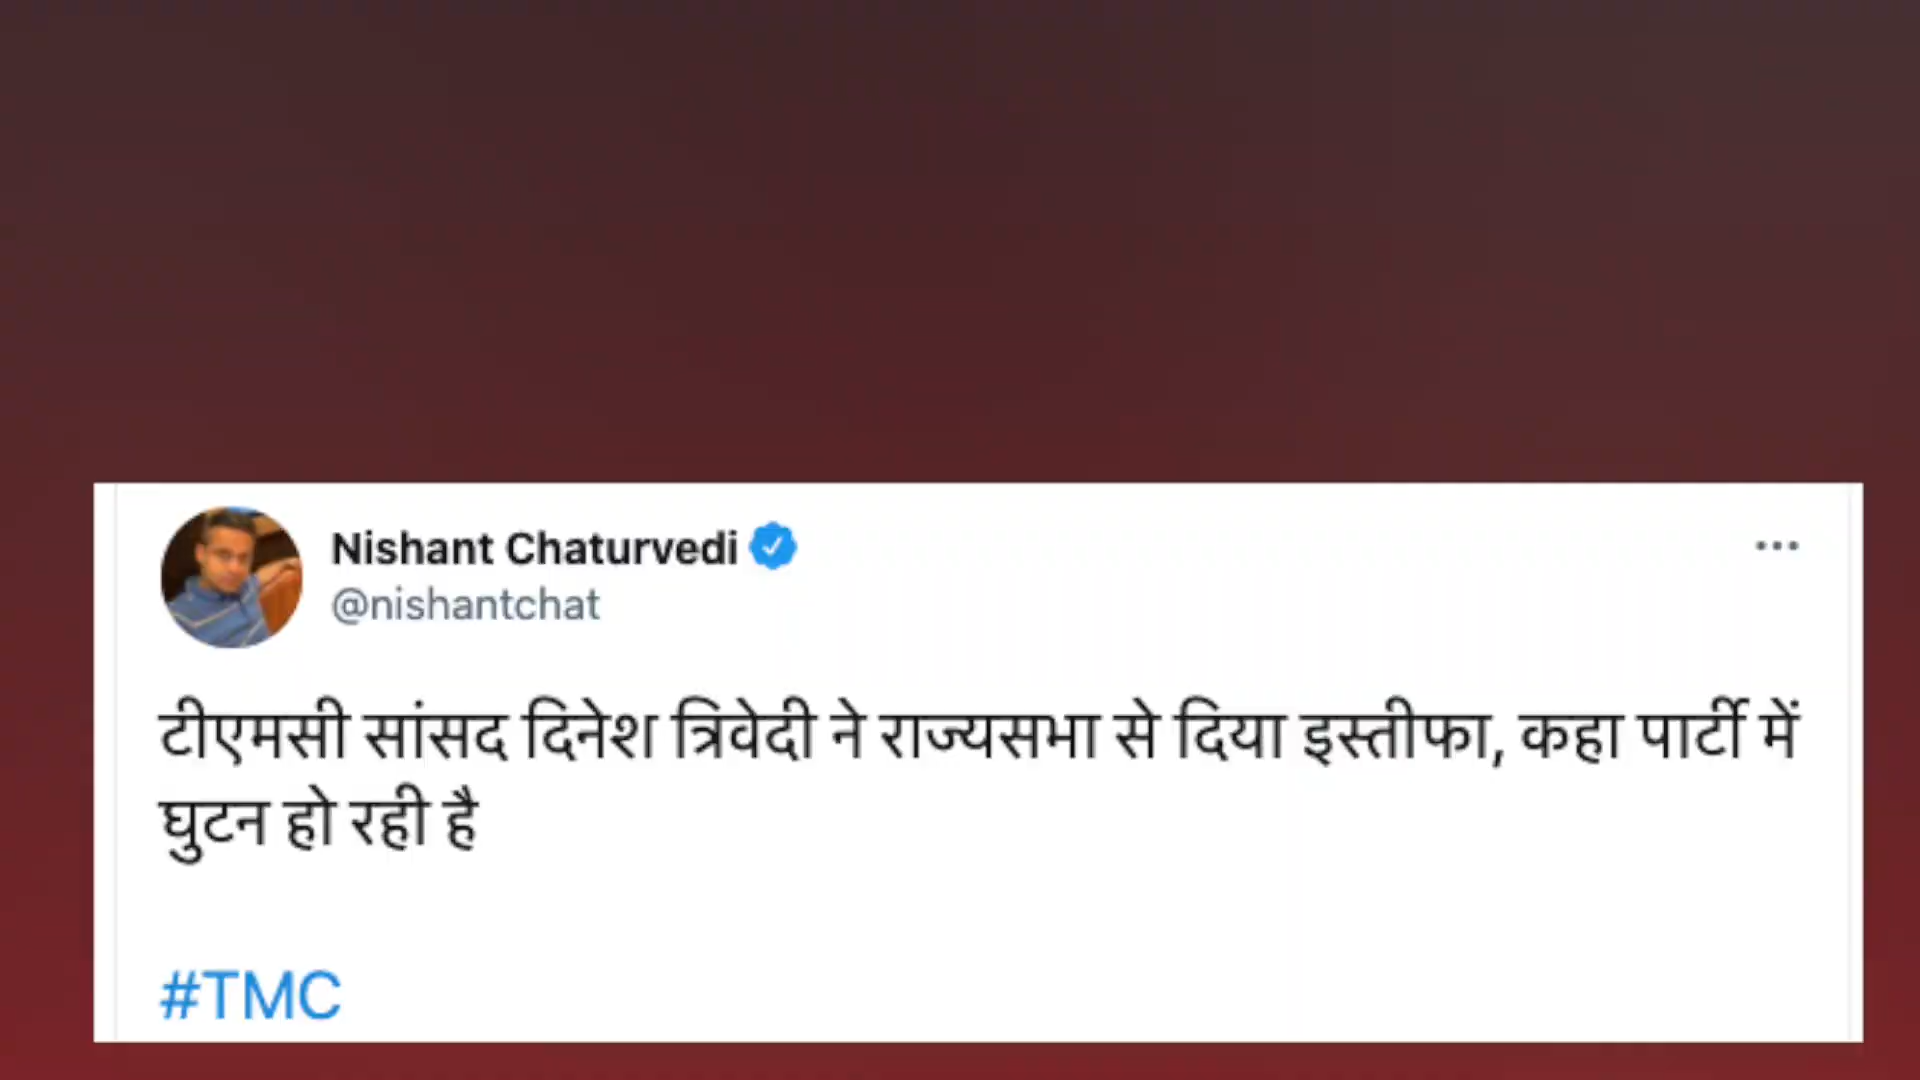 Nishant Chaturvedi
@nishantchat
टीएमसी सांसद दिनेश त्रिवेदी ने राज्यसभा से दिया इस्तीफा, कहा पार्टी में
घुटन हो रही है
#TMC